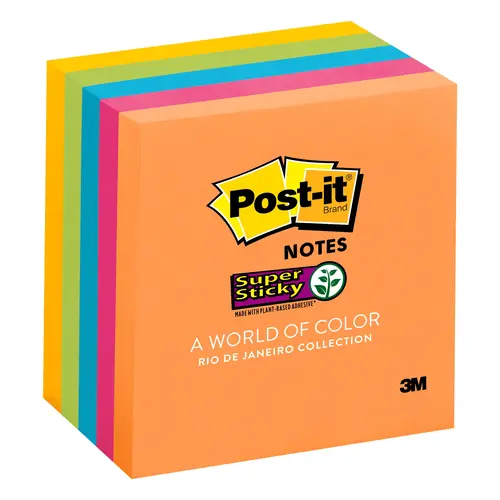 Post-it®
Brand
NOTES
Super
Sticky
MADE WITH PLANT-BASED ADHESIVE*
A WORLD OF COLOR
RIO DE JANEIRO COLLECTION
3M